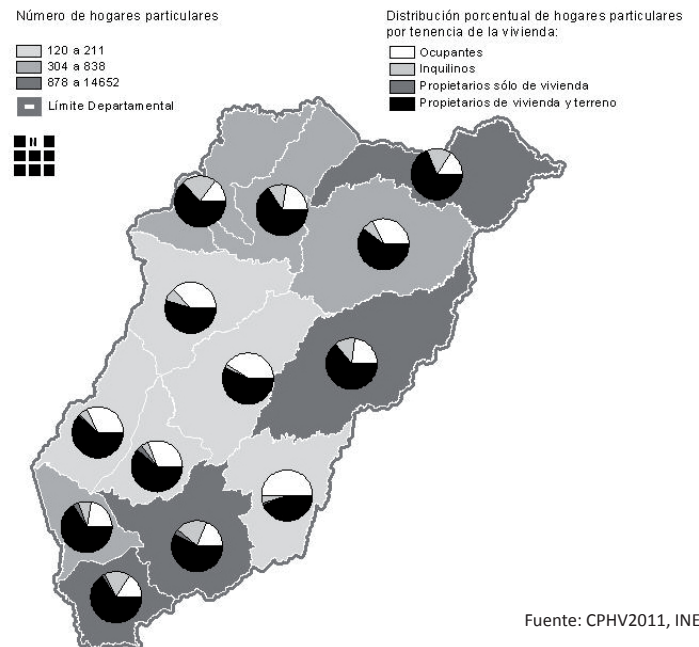 Número de hogares particulares
120 a 211
304 a 838
878 a 14652
Límite Departamental
N
Distribución porcentual de hogares particulares
por tenencia de la vivienda:
Ocupantes
Inquilinos
Propietarios sólo de vivienda
Propietarios de vivienda y terreno
Fuente: CPHV2011, INE